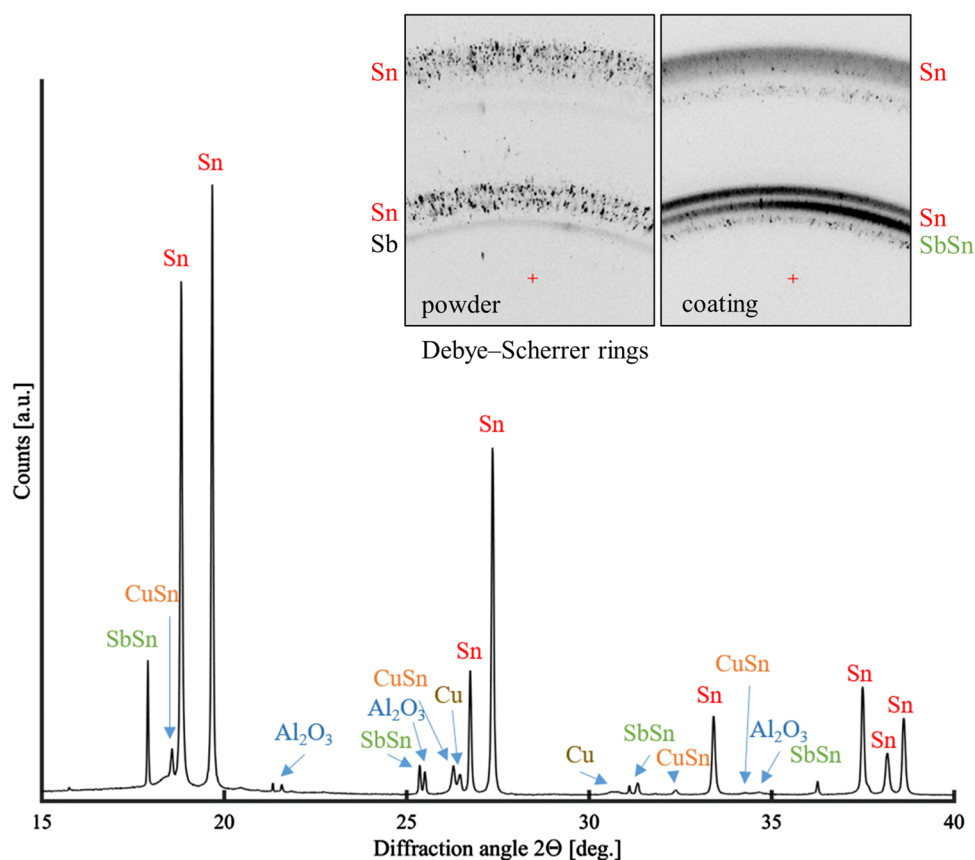 Sn
Sn
Sn
Sn
Sb
SbSn
powder
coating
Debye–Scherrer rings
Sn
Sn
Sn
CuSn
SbSn
Al₂O₃
CuSn
Al₂O₃
SbSn
Cu
Sn
Cu
SbSn
CuSn
Sn
CuSn
Al₂O₃
SbSn
Sn
Sn
Sn
Counts [a.u.]
15
20
25
30
35
40
Diffraction angle 2Θ [deg.]